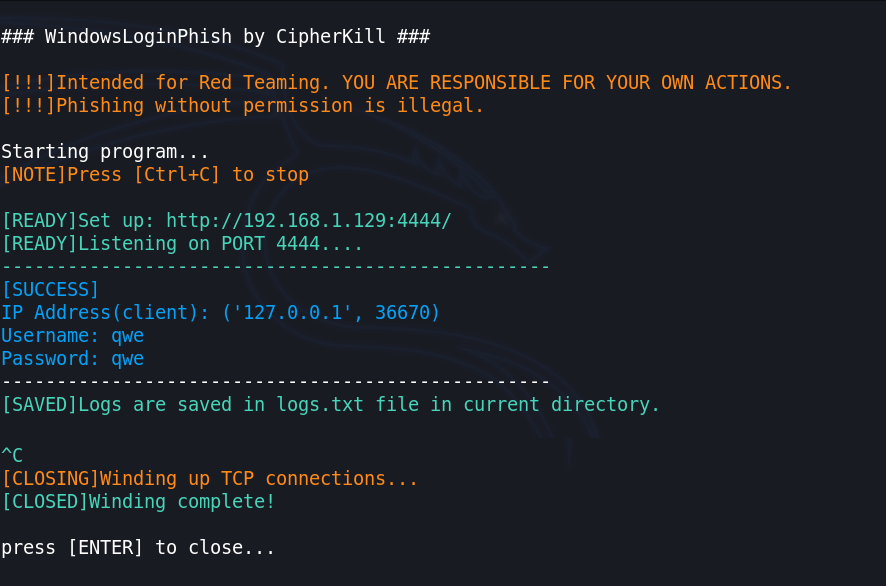 ### WindowsLoginPhish by CipherKill ###
[!!!]Intended for Red Teaming. YOU ARE RESPONSIBLE FOR YOUR OWN ACTIONS.
[!!!]Phishing without permission is illegal.
Starting program...
[NOTE]Press [Ctrl+C] to stop
[READY]Set up: http://192.168.1.129:4444/
[READY]Listening on PORT 4444....
--------------------------------------------------
[SUCCESS]
IP Address(client): ('127.0.0.1', 36670)
Username: qwe
Password: qwe
--------------------------------------------------
[SAVED]Logs are saved in logs.txt file in current directory.
^C
[CLOSING]Winding up TCP connections...
[CLOSED]Winding complete!
press [ENTER] to close...